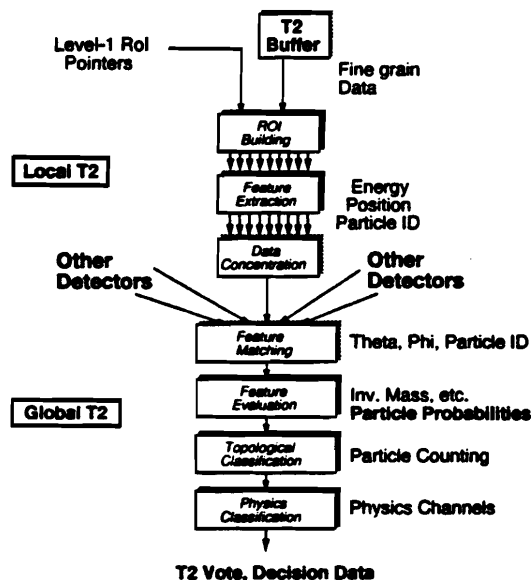 T2
Buffer
Level-1 RoI
Pointers
Fine grain
Data
ROI
Building
Local T2
Feature
Extraction
Energy
Position
Particle ID
Data
Concentration
Other
Detectors
Other
Detectors
Feature
Matching
Theta, Phi, Particle ID
Feature
Evaluation
Inv. Mass, etc.
Particle Probabilities
Global T2
Topological
Classification
Particle Counting
Physics
Classification
Physics Channels
T2 Vote, Decision Data